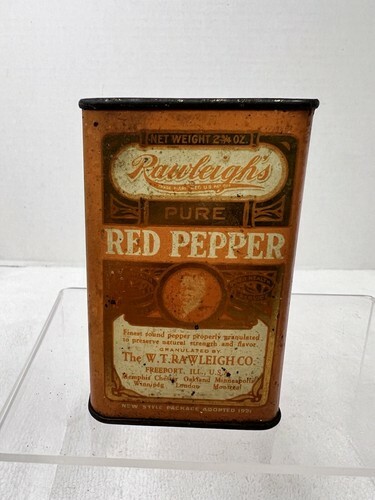 NET WEIGHT 2¾ OZ.
Rawleigh's
TRADE MARK
PURE
RED PEPPER
Finest sound pepper properly granulated
to preserve natural strength and flavor.
GRANULATED BY
The W.T. RAWLEIGH CO.
FREEPORT, ILL., U.S.A.
Memphis Chester Oakland Minneapolis
Winnipeg London Montreal
NEW STYLE PACKAGE ADOPTED